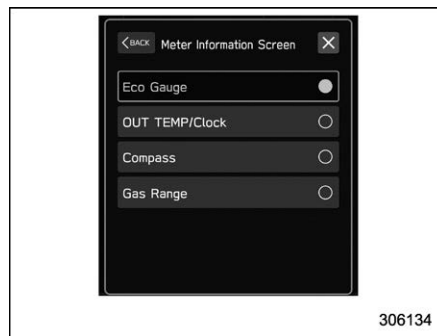 BACK Meter Information Screen
Eco Gauge
OUT TEMP/Clock
Compass
Gas Range
306134